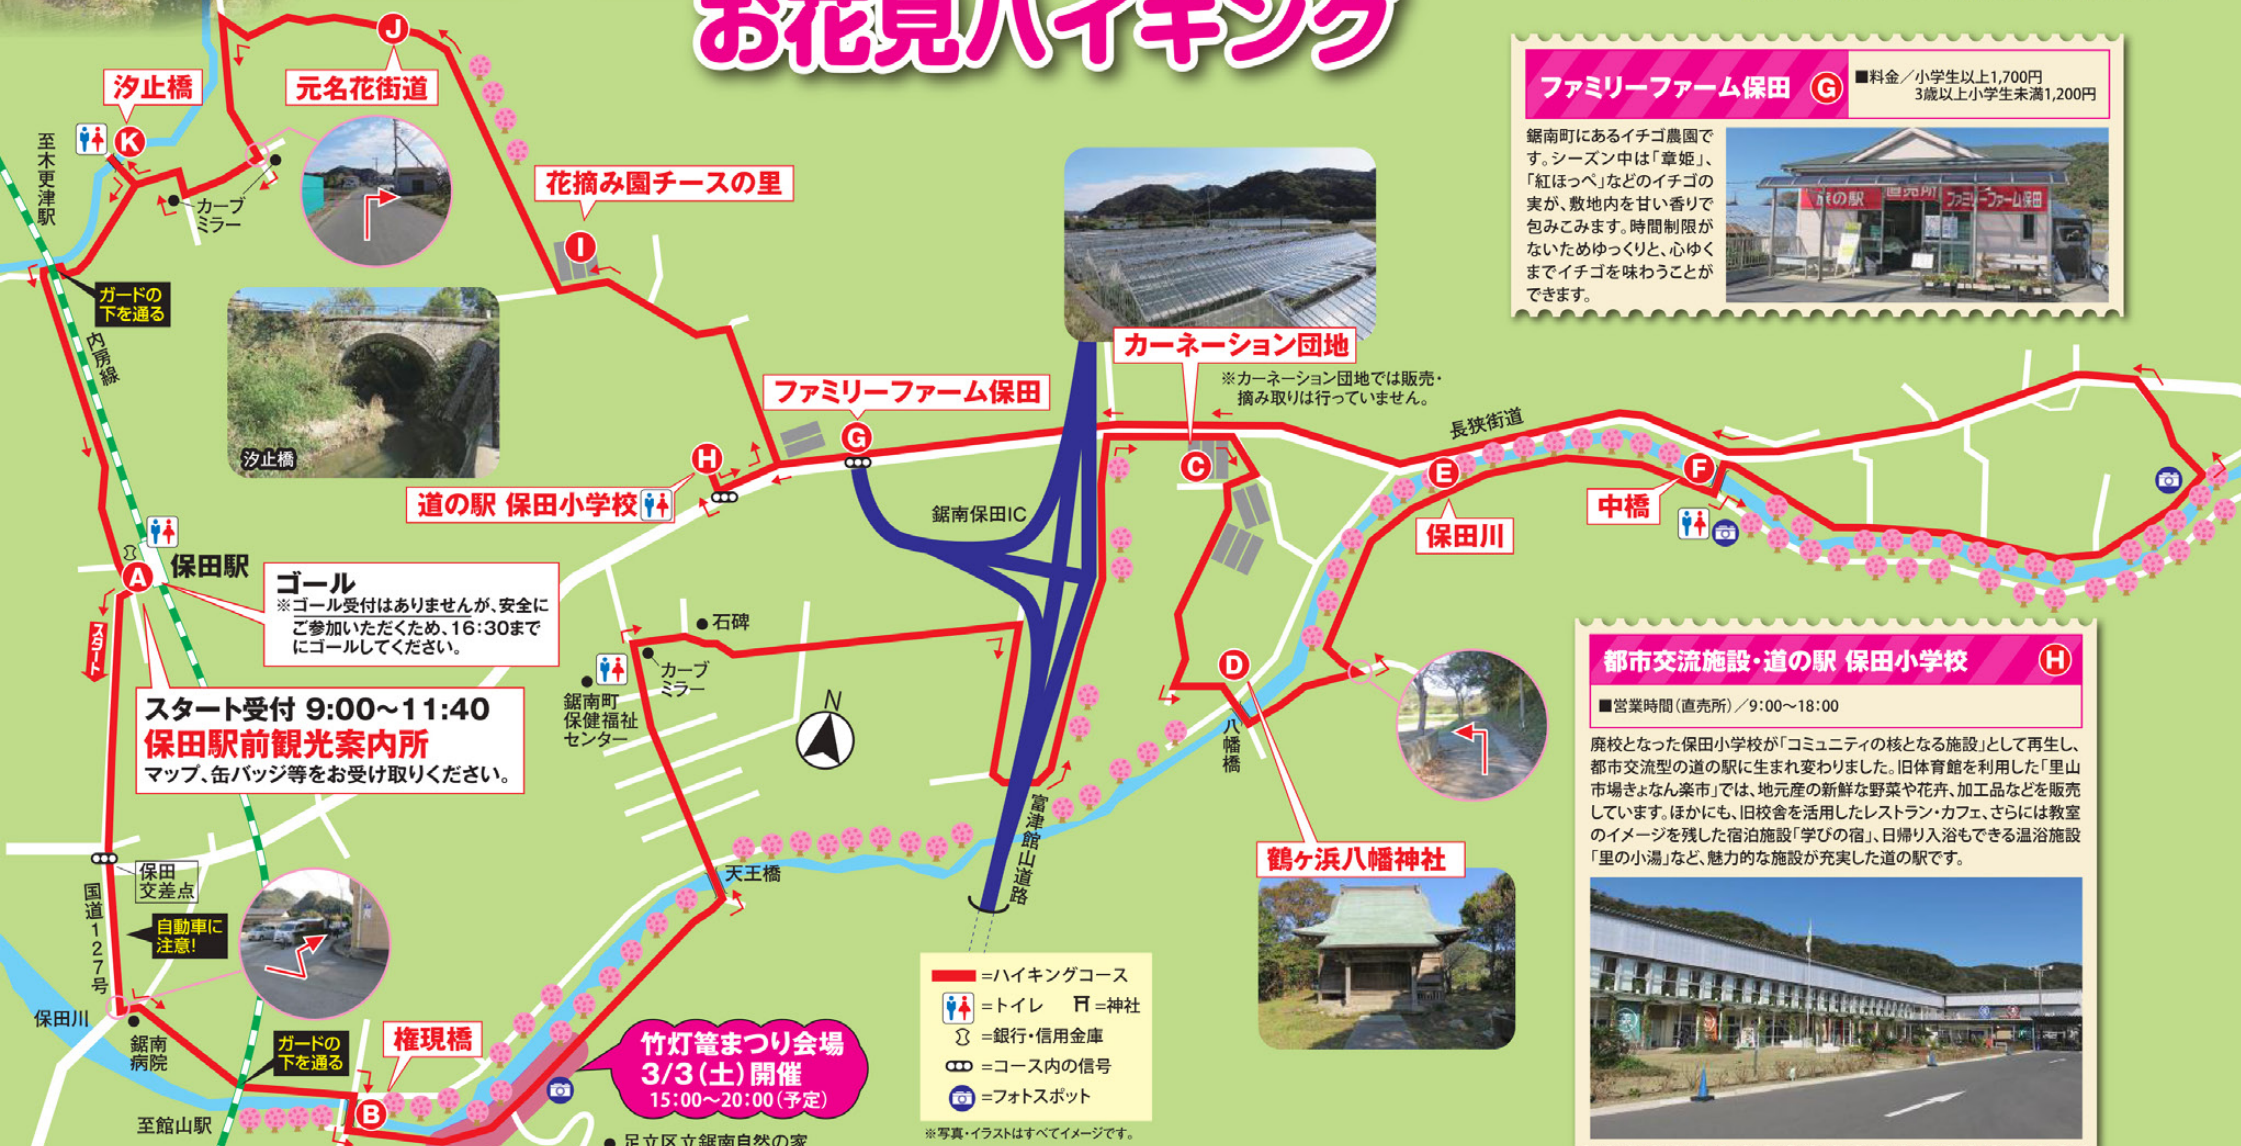 お花見ハイキング
J
元名花街道
汐止橋
K
至木更津駅
カーブ
ミラー
ガードの
下を通る
内房線
汐止橋
花摘み園チースの里
I
カーネーション団地
※カーネーション団地では販売・
摘み取りは行っていません。
C
ファミリーファーム保田
G
H
道の駅 保田小学校
鋸南保田IC
長狭街道
E
保田川
F
中橋
ファミリーファーム保田 G
■料金／小学生以上1,700円
3歳以上小学生未満1,200円
鋸南町にあるイチゴ農園で
す。シーズン中は「章姫」、
「紅ほっぺ」などのイチゴの
実が、敷地内を甘い香りで
包みこみます。時間制限が
ないためゆっくりと、心ゆく
までイチゴを味わうことが
できます。
旅の駅
直売所
ファミリーファーム保田
A
保田駅
ゴール
※ゴール受付はありませんが、安全に
ご参加いただくため、16:30まで
にゴールしてください。
スタート
スタート受付 9:00～11:40
保田駅前観光案内所
マップ、缶バッジ等をお受け取りください。
石碑
カーブ
ミラー
鋸南町
保健福祉
センター
N
D
八幡橋
鶴ヶ浜八幡神社
富津館山道路
天王橋
保田
交差点
国道127号
自動車に
注意!
保田川
鋸南
病院
ガードの
下を通る
権現橋
B
至館山駅
竹灯篭まつり会場
3/3(土)開催
15:00～20:00(予定)
足立区立鋸南自然の家
=ハイキングコース
=トイレ =神社
=銀行・信用金庫
=コース内の信号
=フォトスポット
※写真・イラストはすべてイメージです。
都市交流施設・道の駅 保田小学校 H
■営業時間(直売所)／9:00～18:00
廃校となった保田小学校が「コミュニティの核となる施設」として再生し、
都市交流型の道の駅に生まれ変わりました。旧体育館を利用した「里山
市場きょなん楽市」では、地元産の新鮮な野菜や花卉、加工品などを販売
しています。ほかにも、旧校舎を活用したレストラン・カフェ、さらには教室
のイメージを残した宿泊施設「学びの宿」、日帰り入浴もできる温浴施設
「里の小湯」など、魅力的な施設が充実した道の駅です。